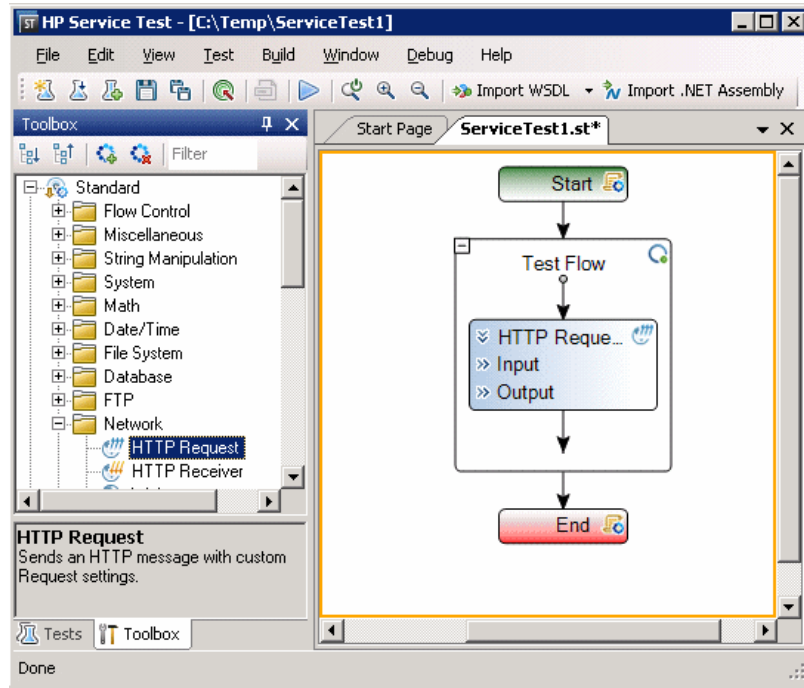 ST HP Service Test - [C:\Temp\ServiceTest1]
File Edit View Test Build Window Debug Help
Import WSDL Import .NET Assembly
Toolbox
Start Page ServiceTest1.st*
Filter
Standard
Flow Control
Miscellaneous
String Manipulation
System
Math
Date/Time
File System
Database
FTP
Network
HTTP Request
HTTP Receiver
Start
Test Flow
HTTP Reque...
Input
Output
End
HTTP Request
Sends an HTTP message with custom
Request settings.
Tests Toolbox
Done